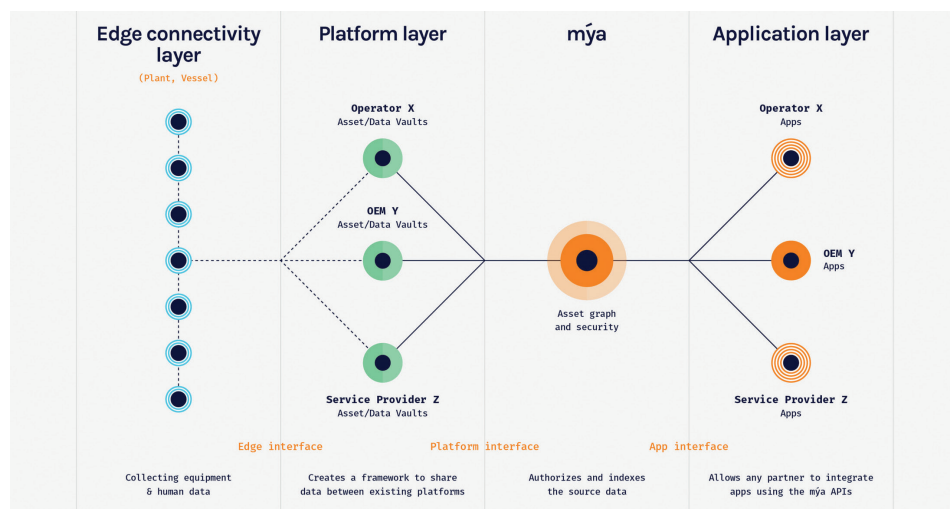 Edge connectivity
layer
(Plant, Vessel)
Platform layer
mýa
Application layer
Operator X
Asset/Data Vaults
OEM Y
Asset/Data Vaults
Service Provider Z
Asset/Data Vaults
Asset graph
and security
Operator X
Apps
OEM Y
Apps
Service Provider Z
Apps
Edge interface
Platform interface
App interface
Collecting equipment
& human data
Creates a framework to share
data between existing platforms
Authorizes and indexes
the source data
Allows any partner to integrate
apps using the mýa APIs